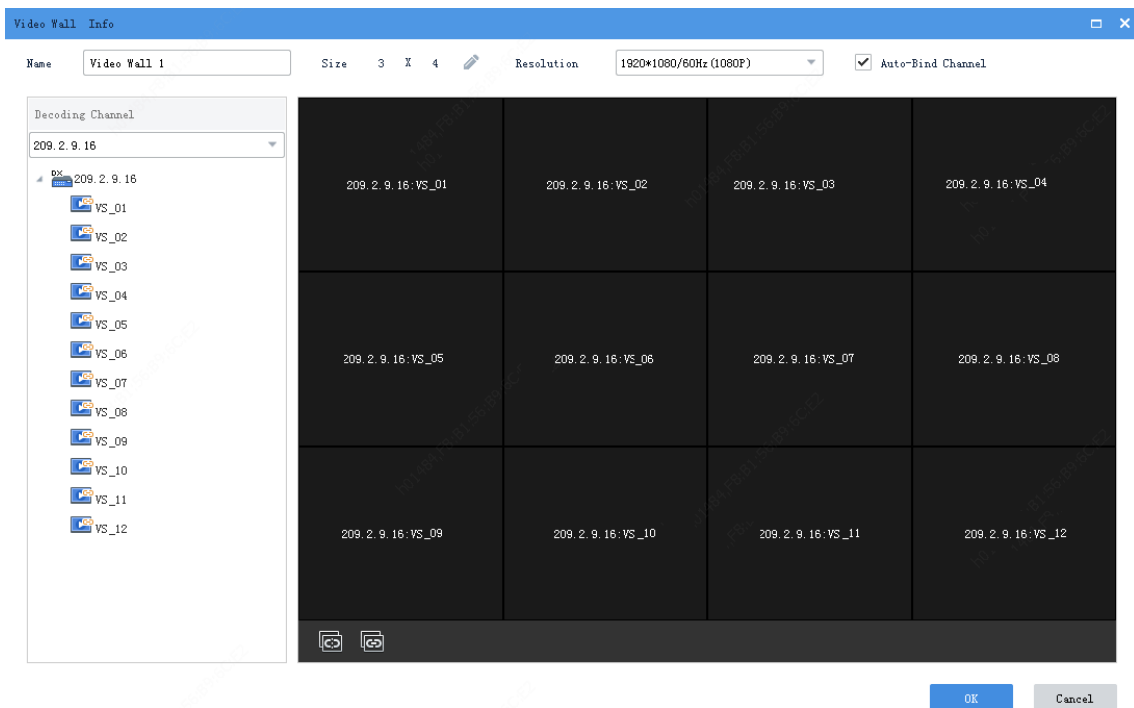 Video Wall Info
Name Video Wall 1 Size 3 X 4 Resolution 1920*1080/60Hz(1080P) Auto-Bind Channel
Decoding Channel
209.2.9.16
DX 209.2.9.16
VS_01
VS_02
VS_03
VS_04
VS_05
VS_06
VS_07
VS_08
VS_09
VS_10
VS_11
VS_12
209.2.9.16:VS_01 209.2.9.16:VS_02 209.2.9.16:VS_03 209.2.9.16:VS_04
209.2.9.16:VS_05 209.2.9.16:VS_06 209.2.9.16:VS_07 209.2.9.16:VS_08
209.2.9.16:VS_09 209.2.9.16:VS_10 209.2.9.16:VS_11 209.2.9.16:VS_12
OK Cancel